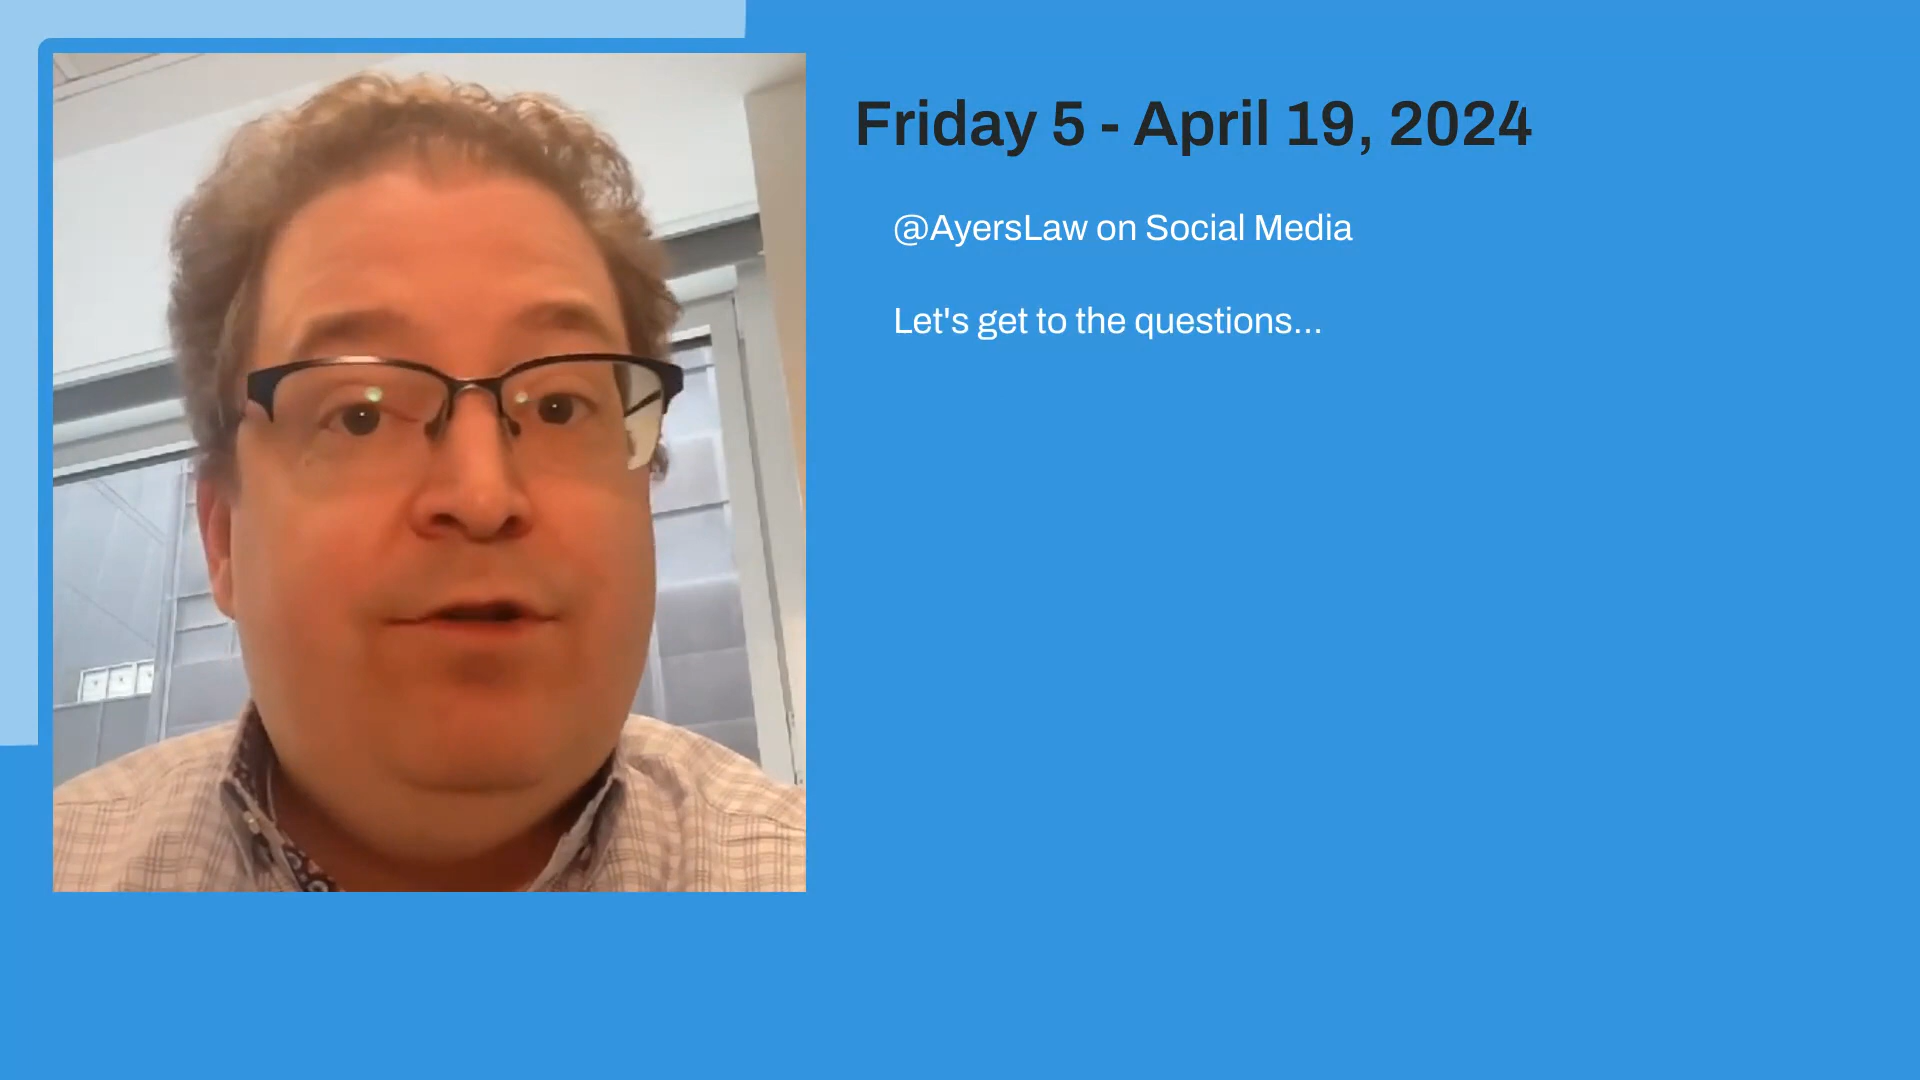 Friday 5 - April 19, 2024
@AyersLaw on Social Media
Let's get to the questions...